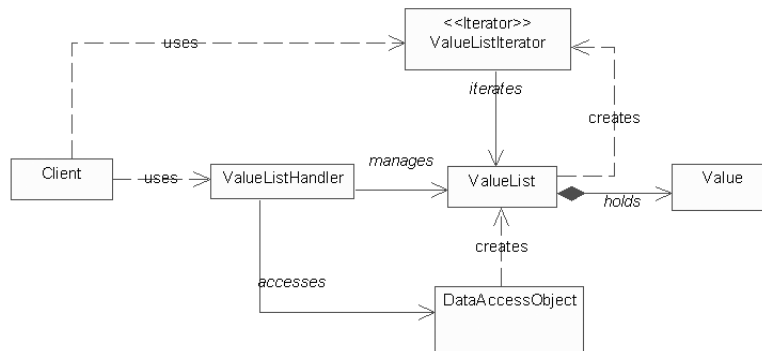 <<Iterator>>
ValueListIterator
uses
iterates
creates
Client
uses
ValueListHandler
manages
ValueList
holds
Value
creates
accesses
DataAccessObject